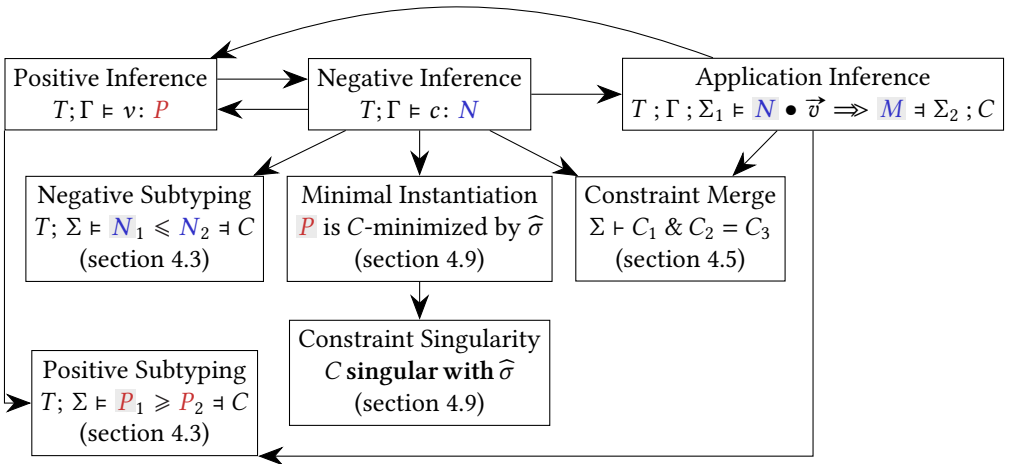 Positive Inference
T; Γ ⊨ v: P
Negative Inference
T; Γ ⊨ c: N
Application Inference
T ; Γ ; Σ₁ ⊨ N ● v⃗ ⟹ M ⫤ Σ₂ ; C
Negative Subtyping
T; Σ ⊨ N₁ ⩽ N₂ ⫤ C
(section 4.3)
Minimal Instantiation
P is C-minimized by σ̂
(section 4.9)
Constraint Merge
Σ ⊢ C₁ & C₂ = C₃
(section 4.5)
Constraint Singularity
C singular with σ̂
(section 4.9)
Positive Subtyping
T; Σ ⊨ P₁ ⩾ P₂ ⫤ C
(section 4.3)